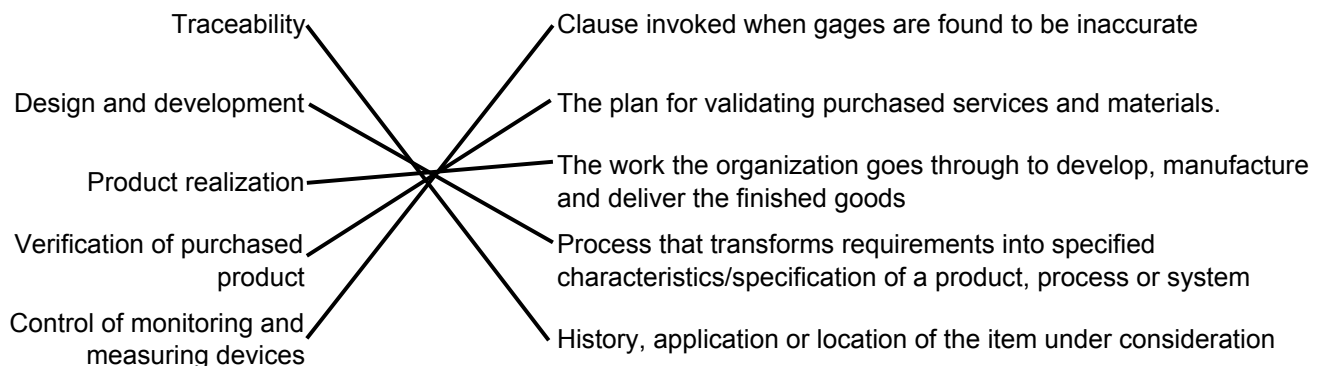 Traceability
Design and development
Product realization
Verification of purchased
product
Control of monitoring and
measuring devices
Clause invoked when gages are found to be inaccurate
The plan for validating purchased services and materials.
The work the organization goes through to develop, manufacture
and deliver the finished goods
Process that transforms requirements into specified
characteristics/specification of a product, process or system
History, application or location of the item under consideration